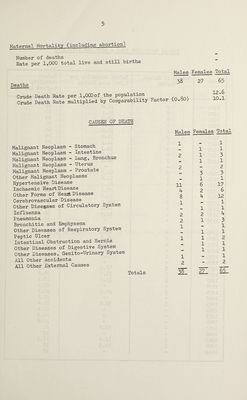 5
Maternal Mortality (including abortion)
Number of deaths -
Rate per 1,000 total live and still births -
Males Females Total
Deaths 38 27 65
Crude Death Rate per 1,000 of the population 12.6
Crude Death Rate multiplied by Comparability Factor (0.80) 10.1
CAUSES OF DEATH
Males Females Total
Malignant Neoplasm - Stomach 1 - 1
Malignant Neoplasm - Intestine - 1 1
Malignant Neoplasm - Lung, Bronchus 2 1 3
Malignant Neoplasm - Uterus - 1 1
Malignant Neoplasm - Prostate 2 - 2
Other Malignant Neoplasms - 3 3
Hypertensive Disease - 1 1
Ischaemic Heart Disease 11 6 17
Other Forms of Heart Disease 4 2 6
Cerebrovascular Disease 8 4 12
Other Diseases of Circulatory System 1 - 1
Influenza - 1 1
Pneumonia 2 2 4
Bronchitis and Emphysema 2 1 3
Other Diseases of Respiratory System 1 - 1
Peptic Ulcer - 1 1
Intestinal Obstruction and Hernia 1 1 2
Other Diseases of Digestive System - 1 1
Other Diseases, Genito-Urinary System - 1 1
All Other Accidents 1 - 1
All Other External Causes 2 - 2
Totals 38 27 65